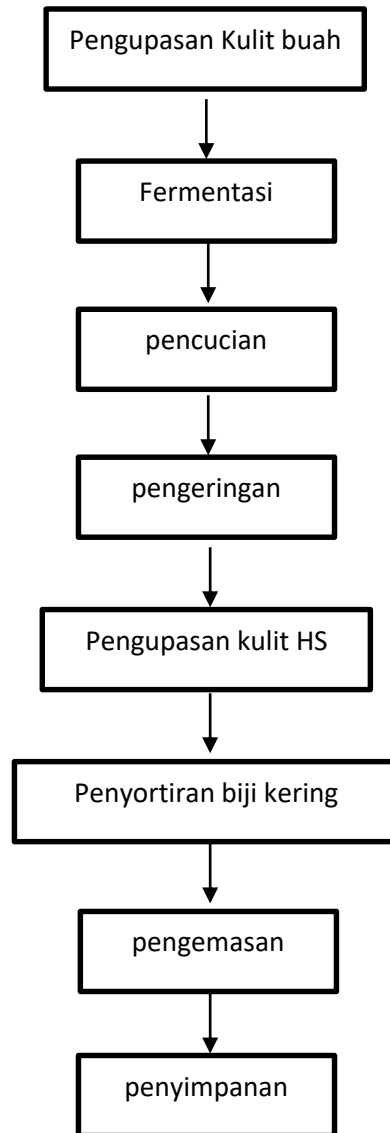 Pengupasan Kulit buah
Fermentasi
pencucian
pengeringan
Pengupasan kulit HS
Penyortiran biji kering
pengemasan
penyimpanan